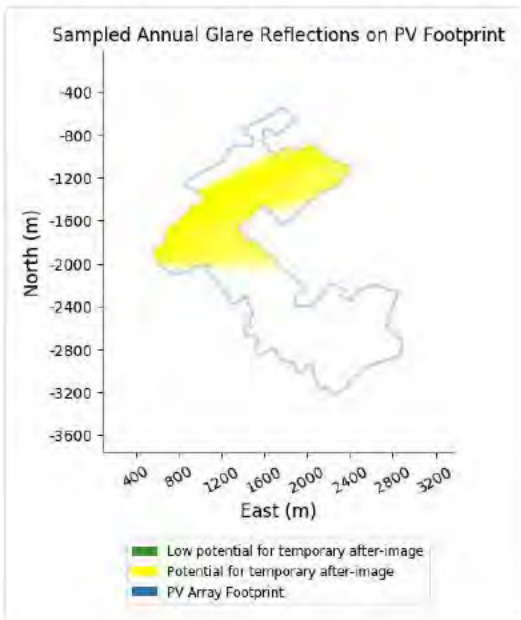 Sampled Annual Glare Reflections on PV Footprint
North (m)
-400
-800
-1200
-1600
-2000
-2400
-2800
-3200
-3600
400 800 1200 1600 2000 2400 2800 3200
East (m)
Low potential for temporary after-image
Potential for temporary after-image
PV Array Footprint